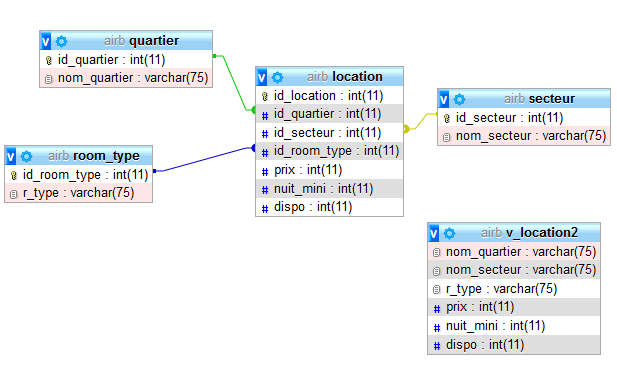 airb quartier
id_quartier : int(11)
nom_quartier : varchar(75)
airb location
id_location : int(11)
id_quartier : int(11)
id_secteur : int(11)
id_room_type : int(11)
prix : int(11)
nuit_mini : int(11)
dispo : int(11)
airb secteur
id_secteur : int(11)
nom_secteur : varchar(75)
airb room_type
id_room_type : int(11)
r_type : varchar(75)
airb v_location2
nom_quartier : varchar(75)
nom_secteur : varchar(75)
r_type : varchar(75)
prix : int(11)
nuit_mini : int(11)
dispo : int(11)